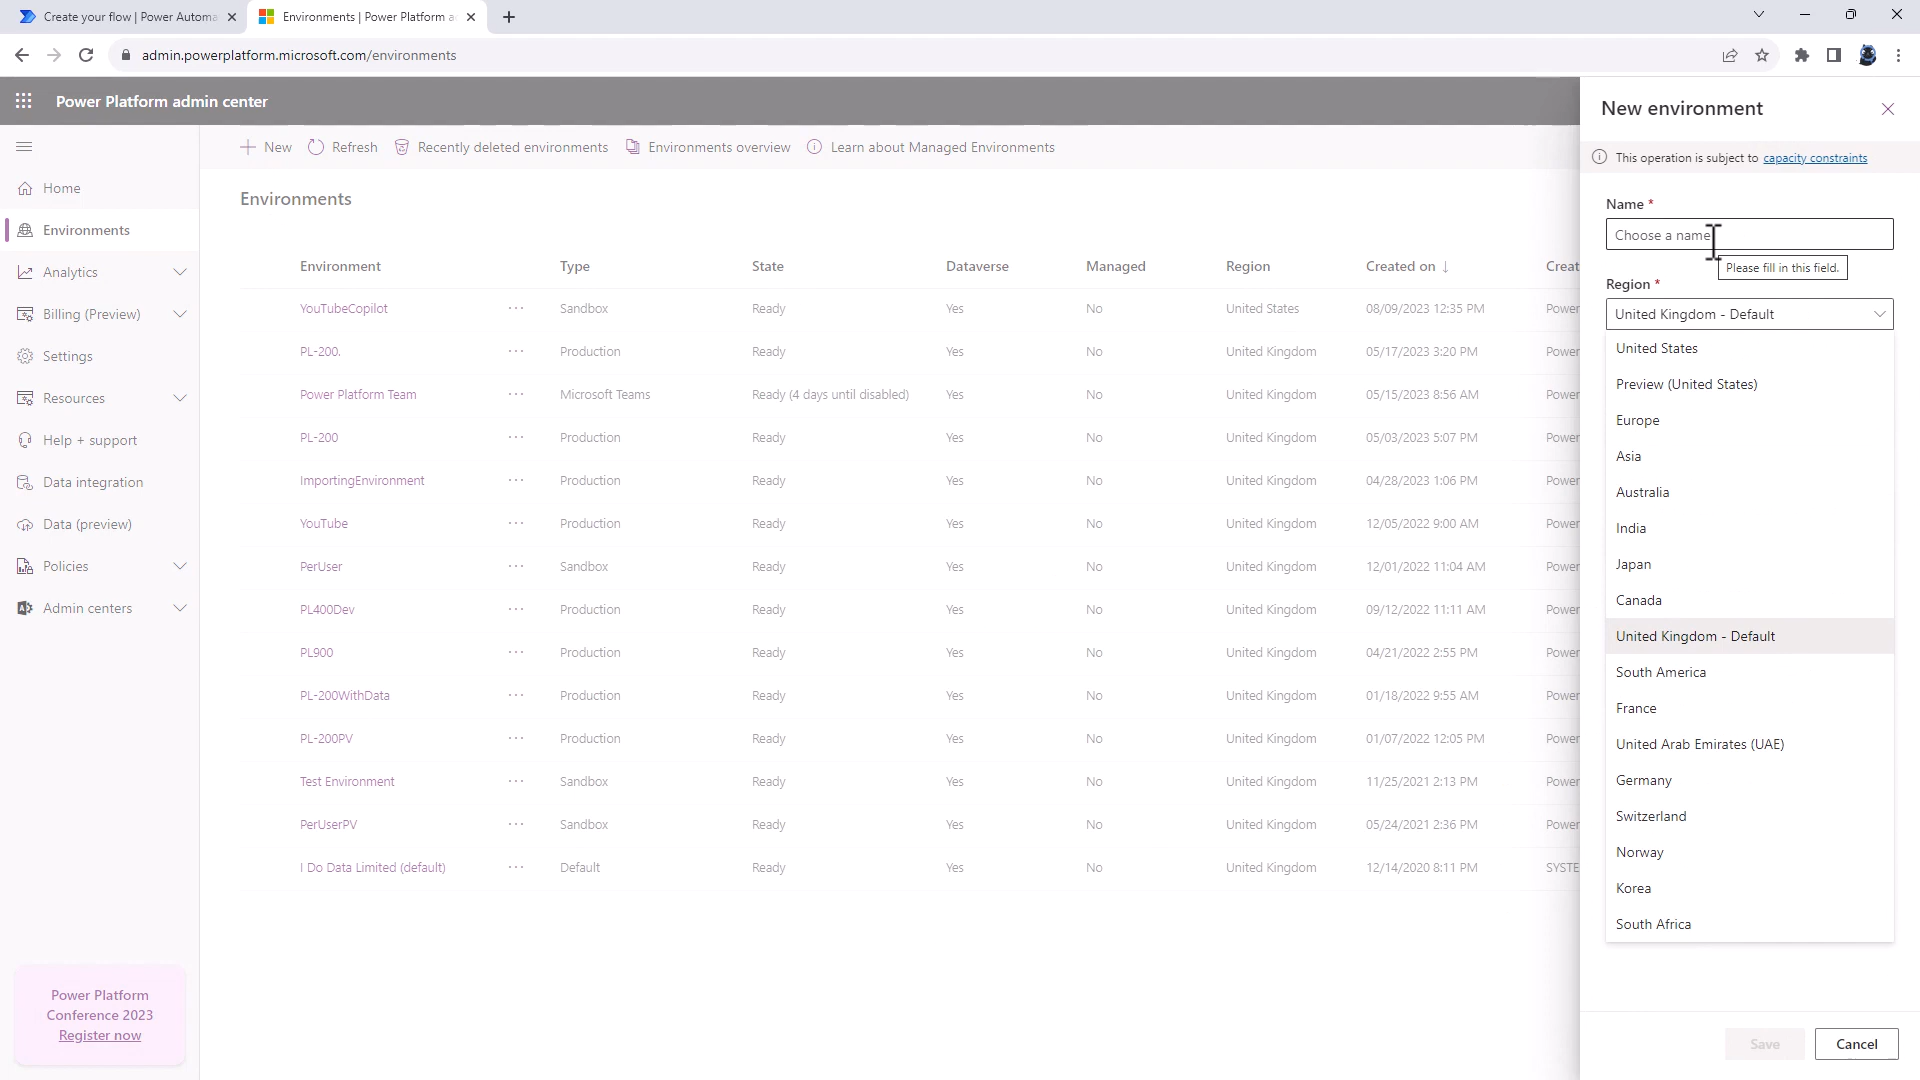 Create your flow | Power Automa
Environments | Power Platform a
admin.powerplatform.microsoft.com/environments
Power Platform admin center
New
Refresh
Recently deleted environments
Environments overview
Learn about Managed Environments
Home
Environments
Analytics
Billing (Preview)
Settings
Resources
Help + support
Data integration
Data (preview)
Policies
Admin centers
Power Platform
Conference 2023
Register now
Environments
Environment Type State Dataverse Managed Region Created on ↓ Creat
YouTubeCopilot ... Sandbox Ready Yes No United States 08/09/2023 12:35 PM Power
PL-200. ... Production Ready Yes No United Kingdom 05/17/2023 3:20 PM Power
Power Platform Team ... Microsoft Teams Ready (4 days until disabled) Yes No United Kingdom 05/15/2023 8:56 AM Power
PL-200 ... Production Ready Yes No United Kingdom 05/03/2023 5:07 PM Power
ImportingEnvironment ... Production Ready Yes No United Kingdom 04/28/2023 1:06 PM Power
YouTube ... Production Ready Yes No United Kingdom 12/05/2022 9:00 AM Power
PerUser ... Sandbox Ready Yes No United Kingdom 12/01/2022 11:04 AM Power
PL400Dev ... Production Ready Yes No United Kingdom 09/12/2022 11:11 AM Power
PL900 ... Production Ready Yes No United Kingdom 04/21/2022 2:55 PM Power
PL-200WithData ... Production Ready Yes No United Kingdom 01/18/2022 9:55 AM Power
PL-200PV ... Production Ready Yes No United Kingdom 01/07/2022 12:05 PM Power
Test Environment ... Sandbox Ready Yes No United Kingdom 11/25/2021 2:13 PM Power
PerUserPV ... Sandbox Ready Yes No United Kingdom 05/24/2021 2:36 PM Power
I Do Data Limited (default) ... Default Ready Yes No United Kingdom 12/14/2020 8:11 PM SYSTE
New environment
This operation is subject to capacity constraints
Name *
Choose a name
Please fill in this field.
Region *
United Kingdom - Default
United States
Preview (United States)
Europe
Asia
Australia
India
Japan
Canada
United Kingdom - Default
South America
France
United Arab Emirates (UAE)
Germany
Switzerland
Norway
Korea
South Africa
Save
Cancel